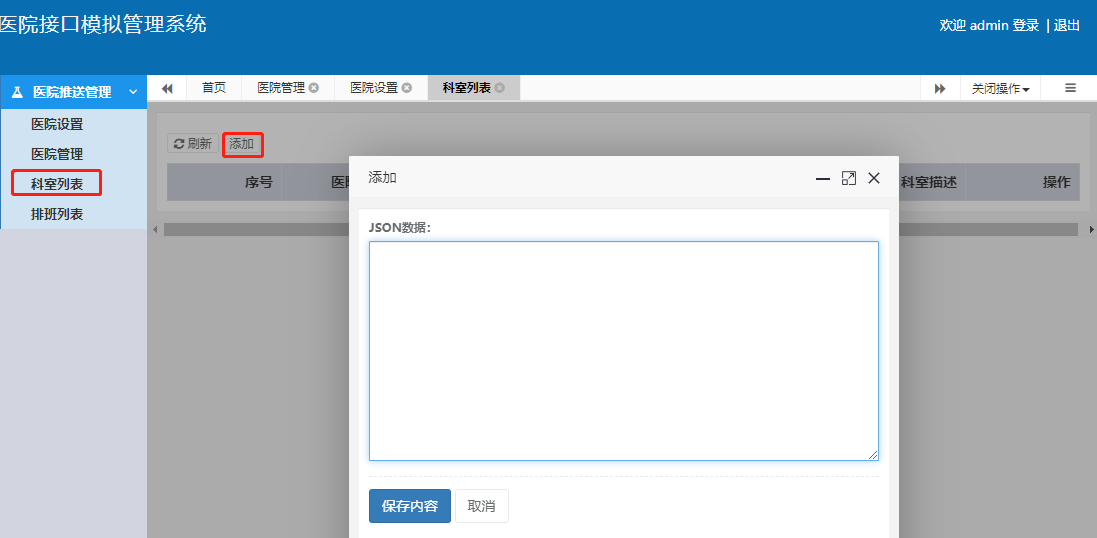 医院接口模拟管理系统
欢迎 admin 登录 | 退出
医院推送管理
首页 医院管理 医院设置 科室列表 关闭操作
医院设置
医院管理
科室列表
排班列表
刷新 添加
序号 科室描述 操作
添加
JSON数据：
保存内容 取消